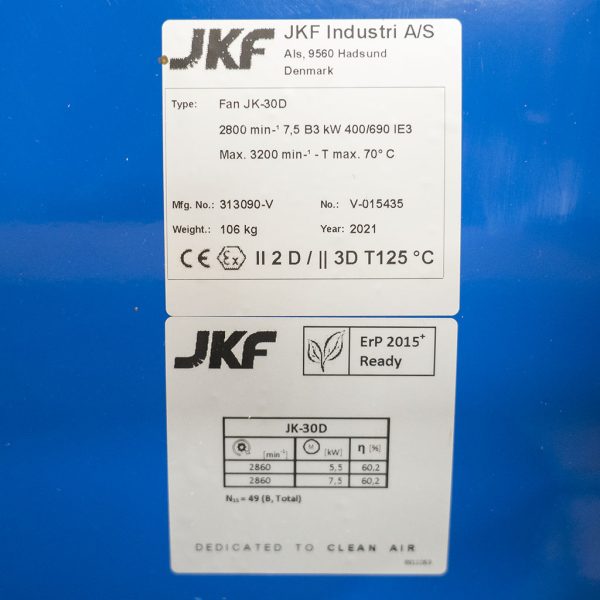 JKF
JKF Industri A/S
Als, 9560 Hadsund
Denmark
Type: Fan JK-30D
2800 min-¹ 7,5 B3 kW 400/690 IE3
Max. 3200 min-¹ - T max. 70° C
Mfg. No.: 313090-V No.: V-015435
Weight.: 106 kg Year: 2021
CE Ex II 2 D / || 3D T125 °C
JKF
ErP 2015+
Ready
JK-30D
[min⁻¹] M [kW] η [%]
2860 5,5 60,2
2860 7,5 60,2
N₁₅ = 49 (B, Total)
DEDICATED TO CLEAN AIR